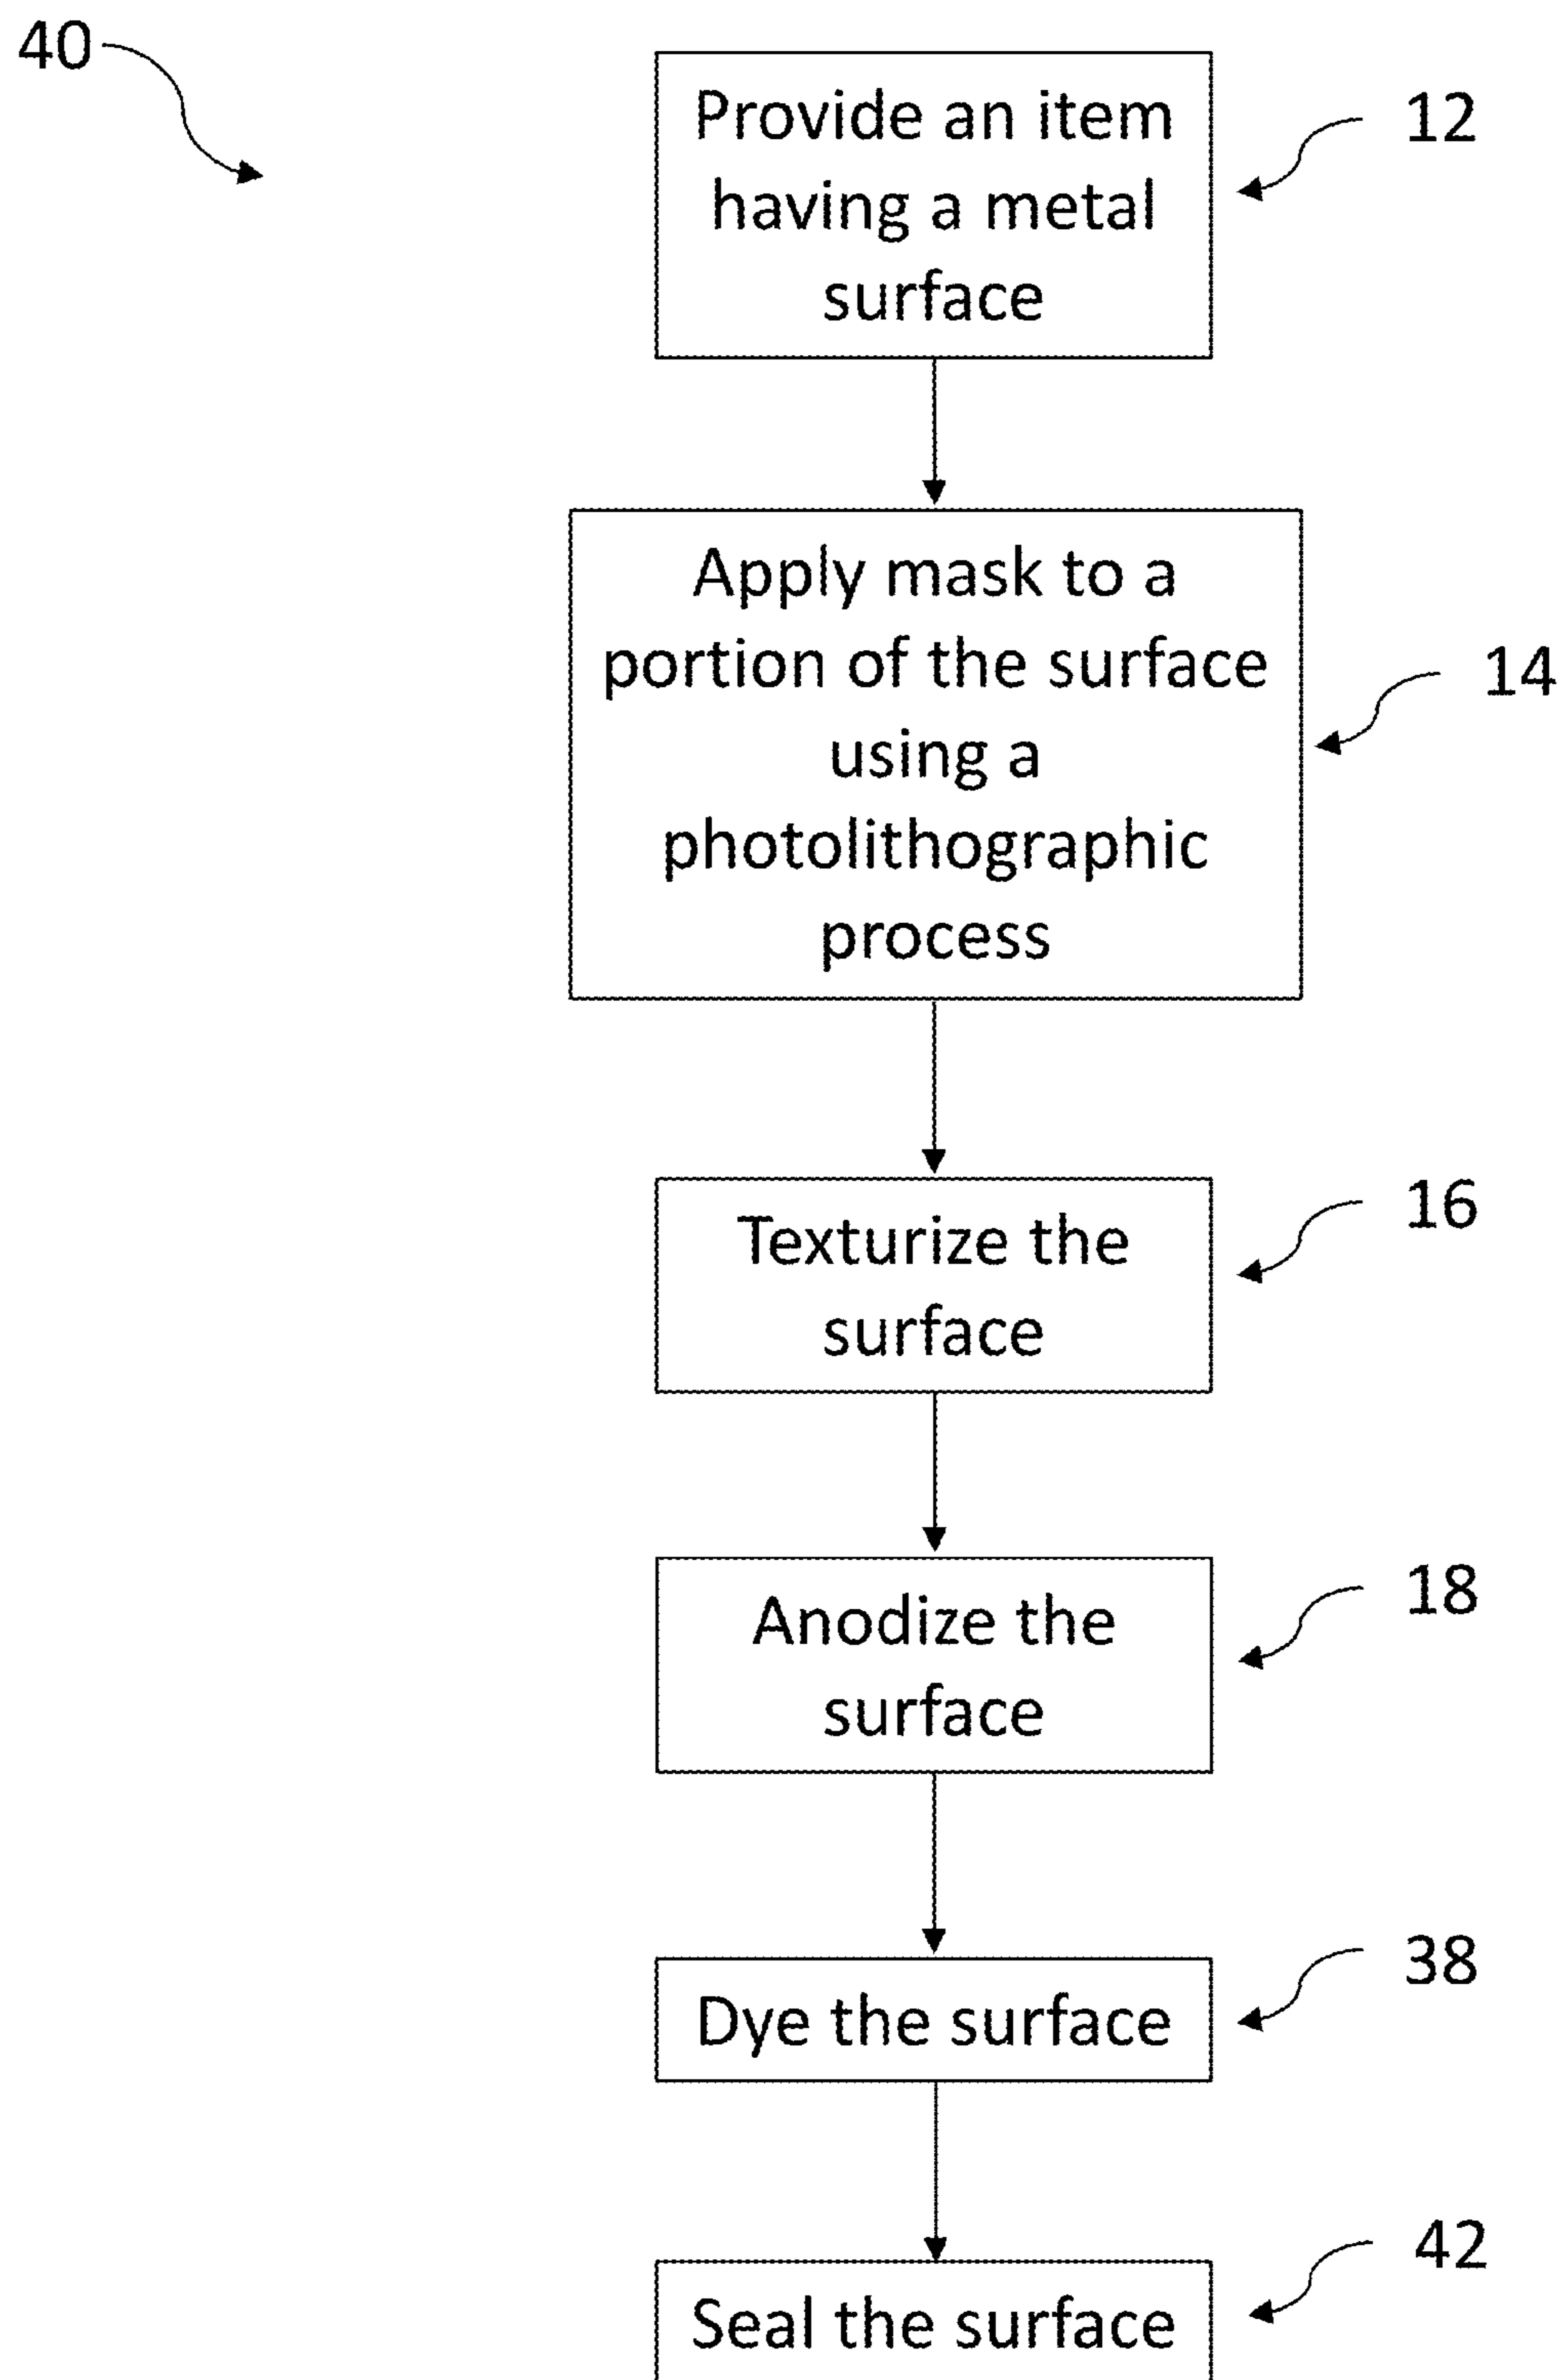 40
Provide an item
having a metal
surface
12
Apply mask to a
portion of the surface
using a
photolithographic
process
14
Texturize the
surface
16
Anodize the
surface
18
Dye the surface
38
Seal the surface
42